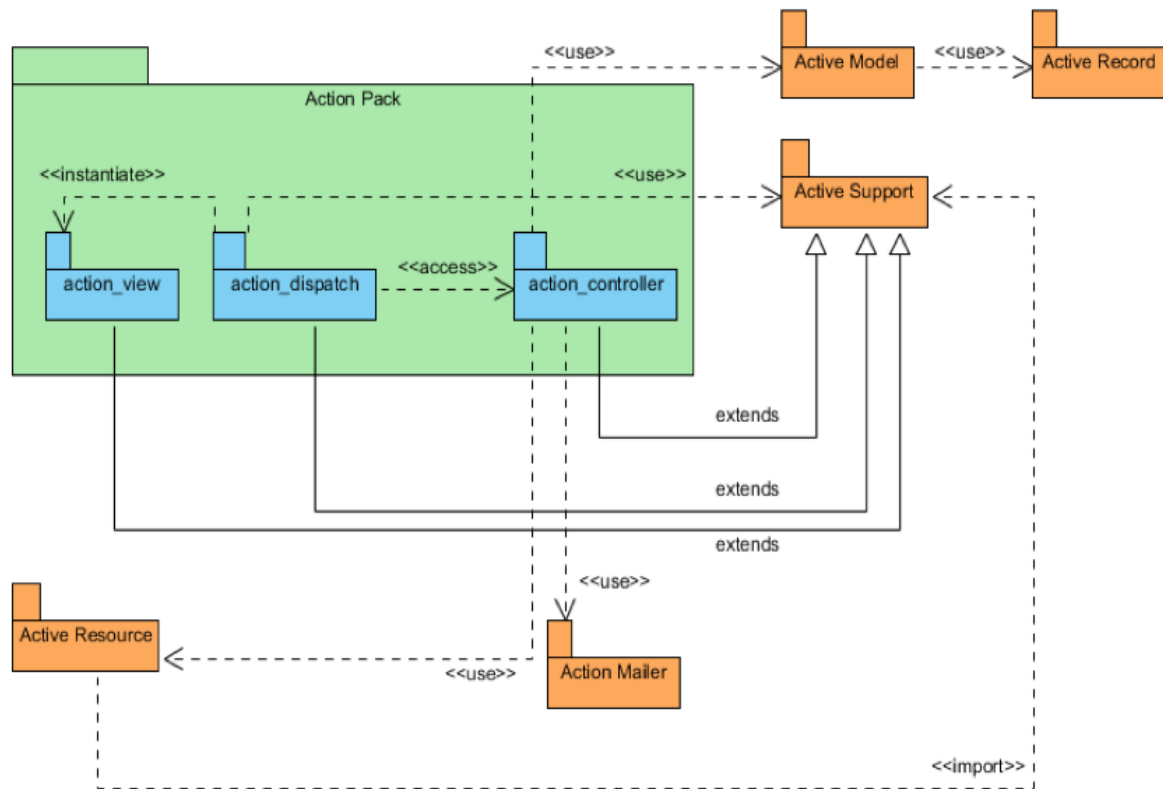 <<use>>
<<use>>
Active Model
Active Record
Action Pack
<<instantiate>>
<<use>>
Active Support
<<access>>
action_view
action_dispatch
action_controller
extends
extends
extends
<<use>>
Active Resource
<<use>>
Action Mailer
<<import>>